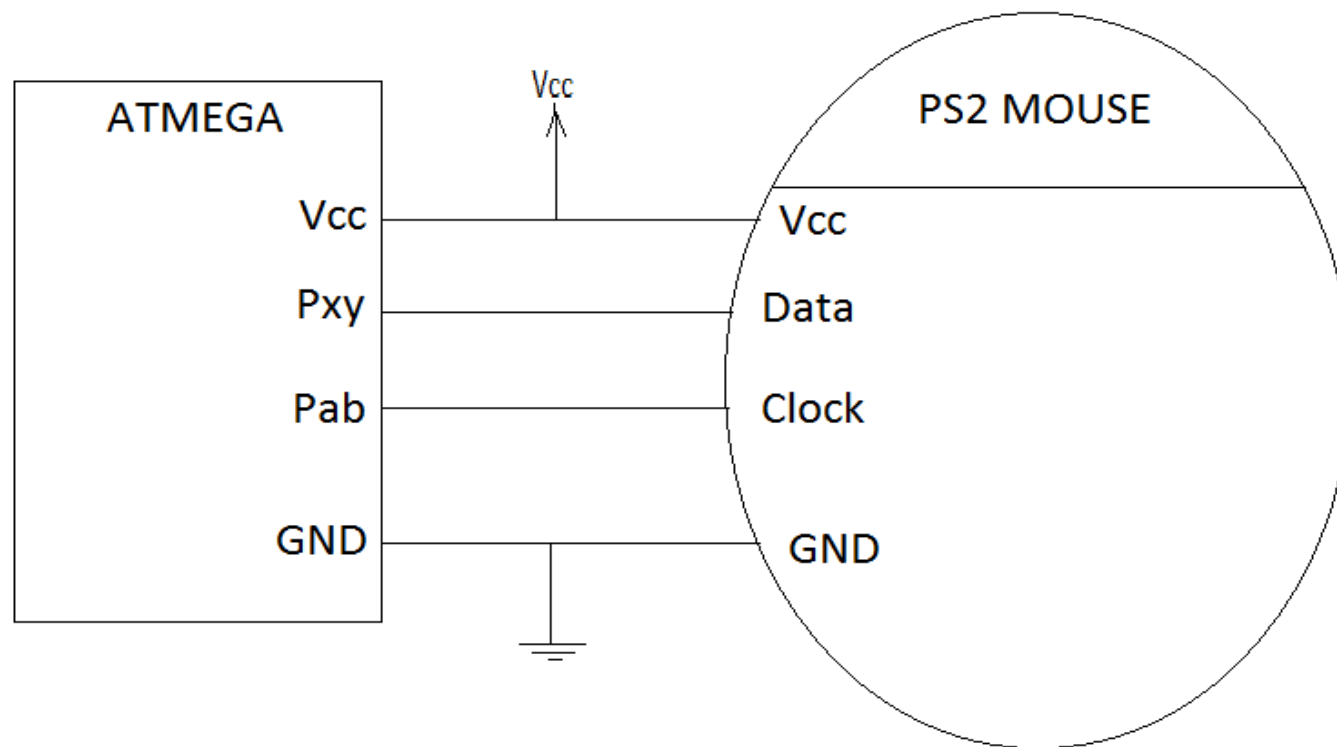 ATMEGA
Vcc
Pxy
Pab
GND
Vcc
PS2 MOUSE
Vcc
Data
Clock
GND